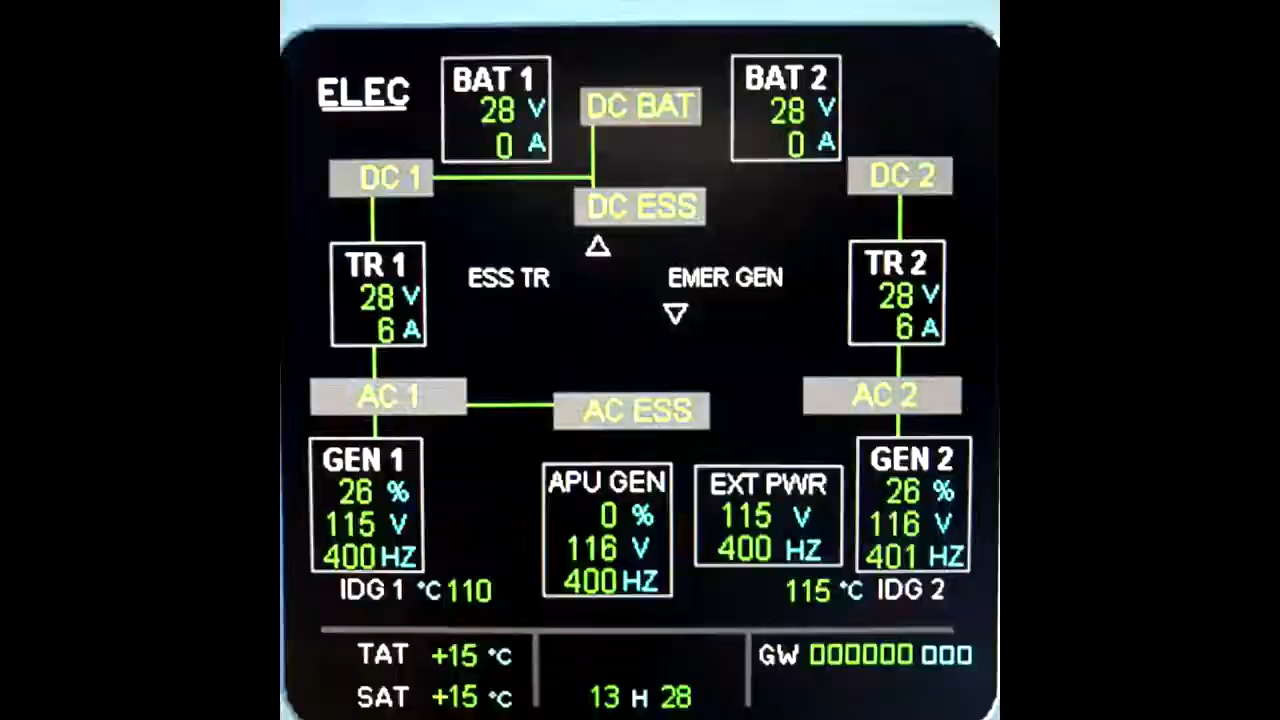 ELEC
BAT 1
28 V
0 A
DC BAT
BAT 2
28 V
0 A
DC 1
DC ESS
DC 2
TR 1
28 V
6 A
ESS TR
EMER GEN
TR 2
28 V
6 A
AC 1
AC ESS
AC 2
GEN 1
26 %
115 V
400 HZ
APU GEN
0 %
116 V
400 HZ
EXT PWR
115 V
400 HZ
GEN 2
26 %
116 V
401 HZ
IDG 1 °C 110
115 °C IDG 2
TAT +15 °C
SAT +15 °C
13 H 28
GW 000000 000